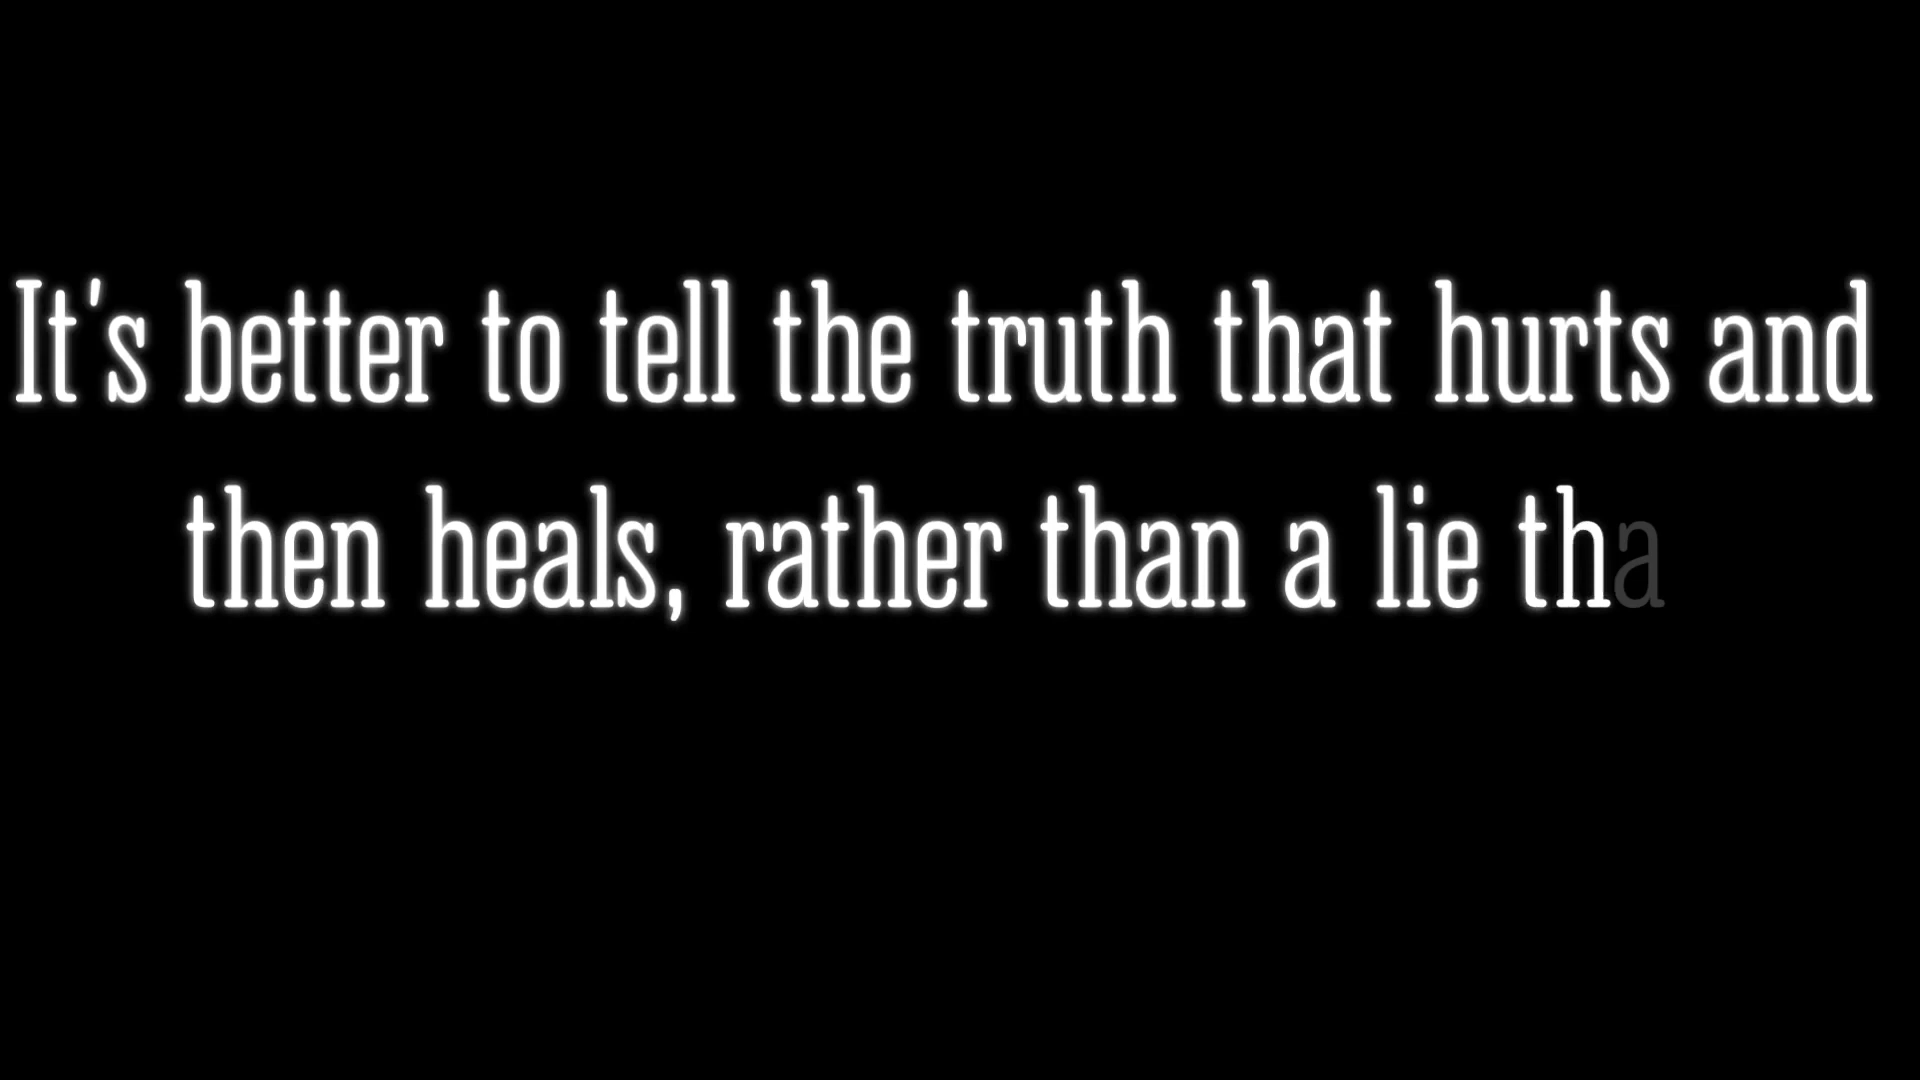 It's better to tell the truth that hurts and
then heals, rather than a lie tha